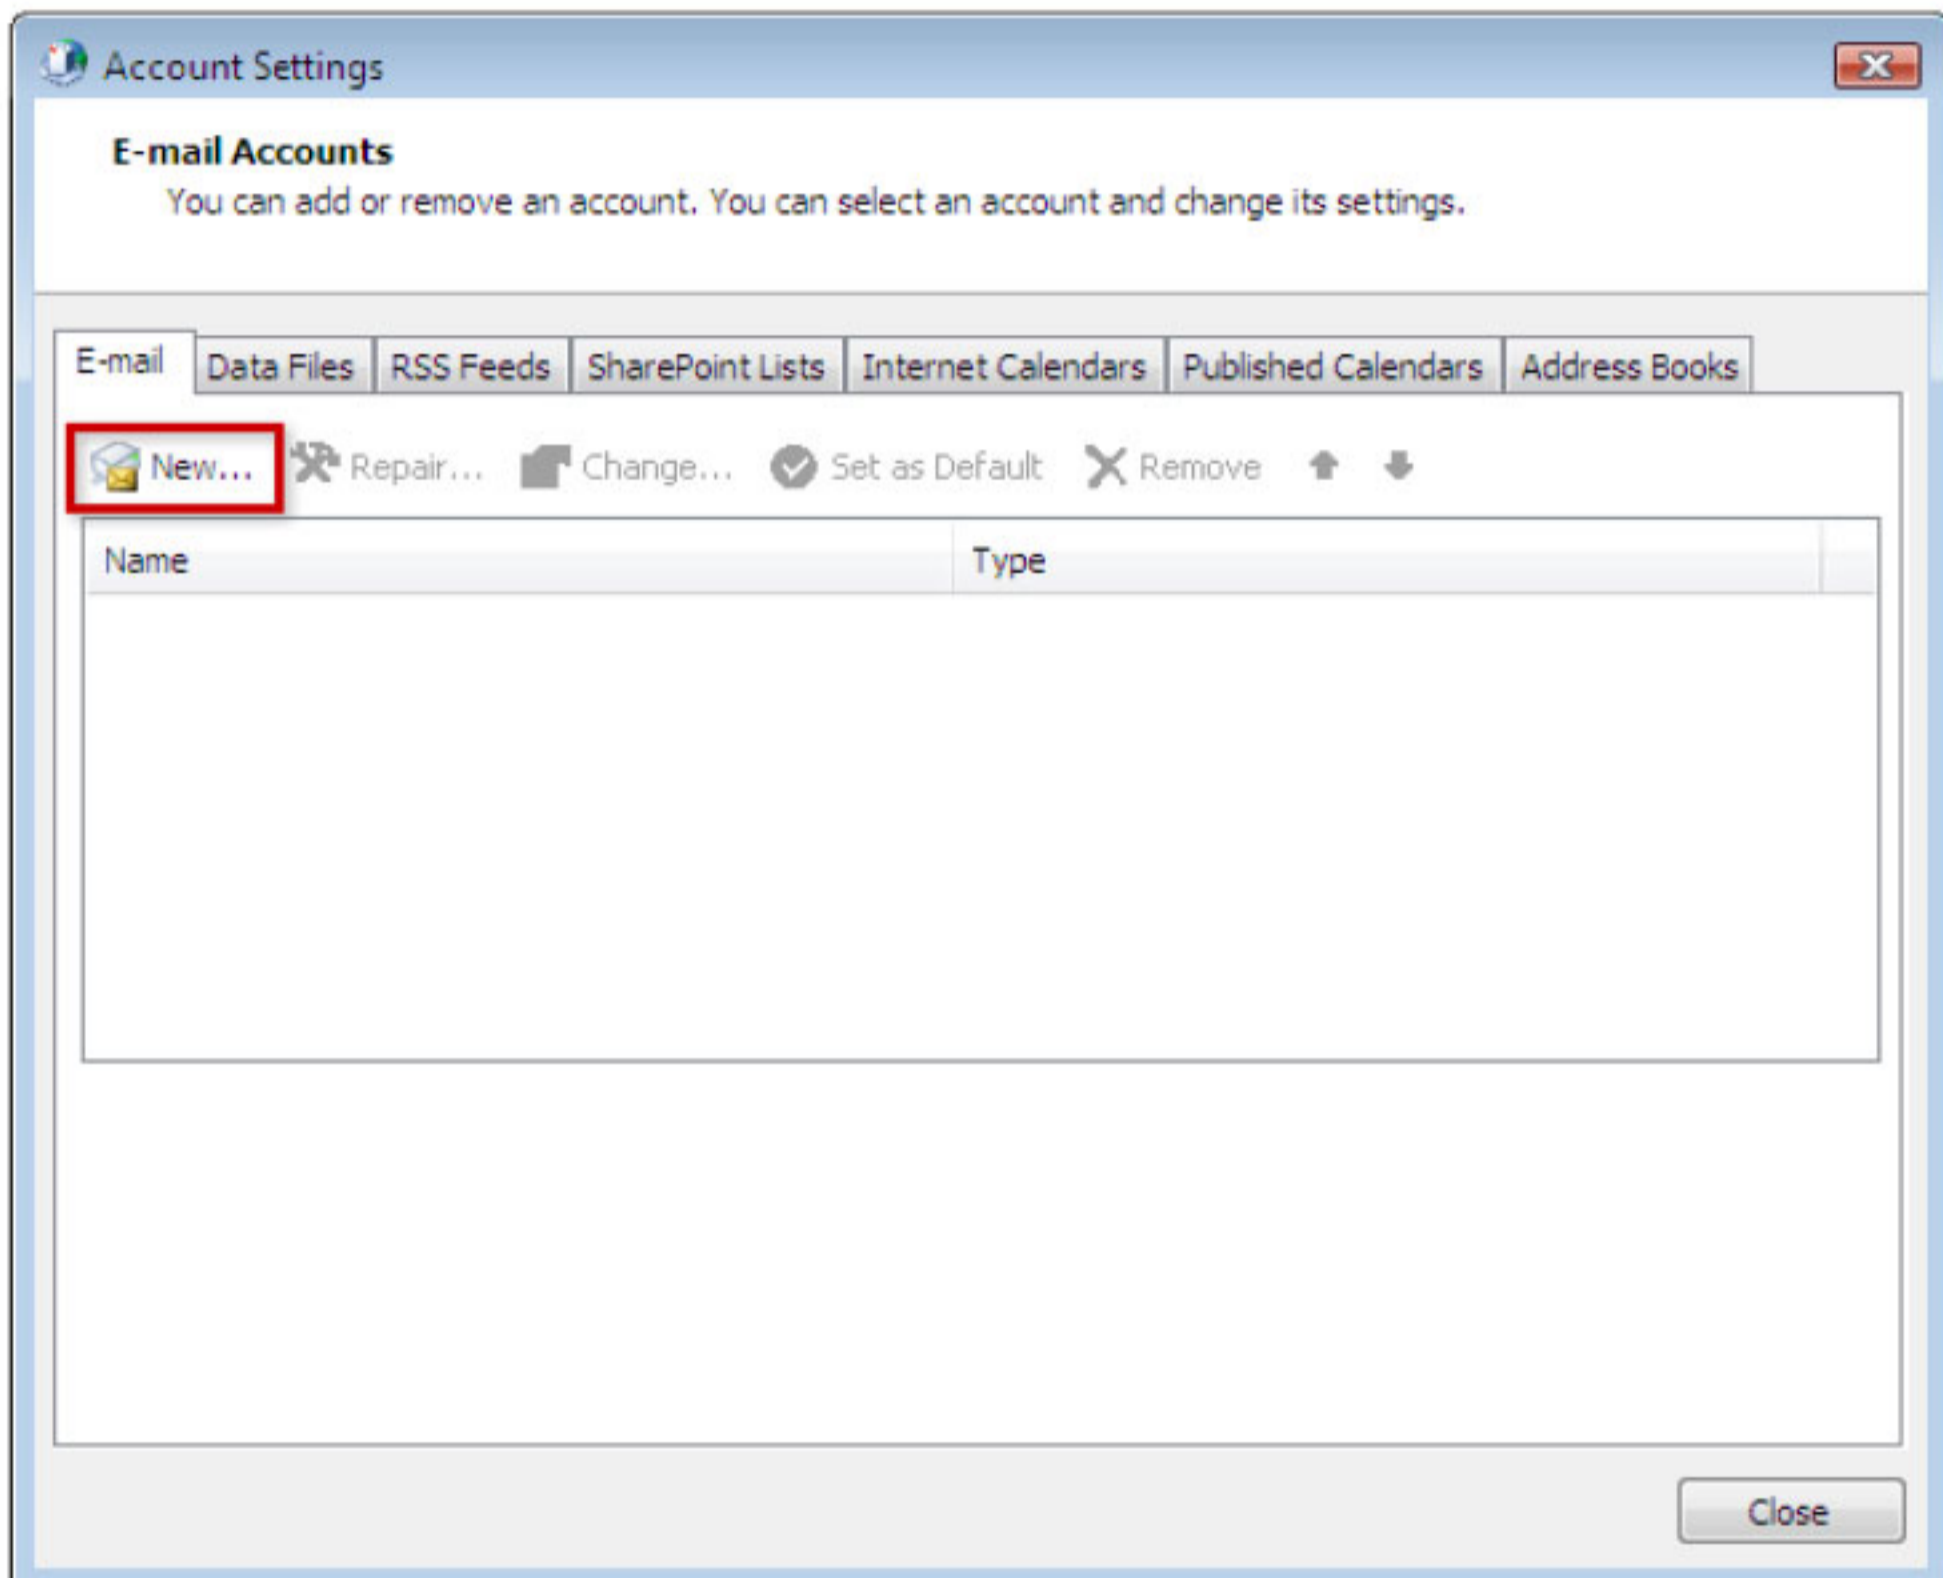 Account Settings
E-mail Accounts
You can add or remove an account. You can select an account and change its settings.
E-mail Data Files RSS Feeds SharePoint Lists Internet Calendars Published Calendars Address Books
New... Repair... Change... Set as Default Remove
Name Type
Close